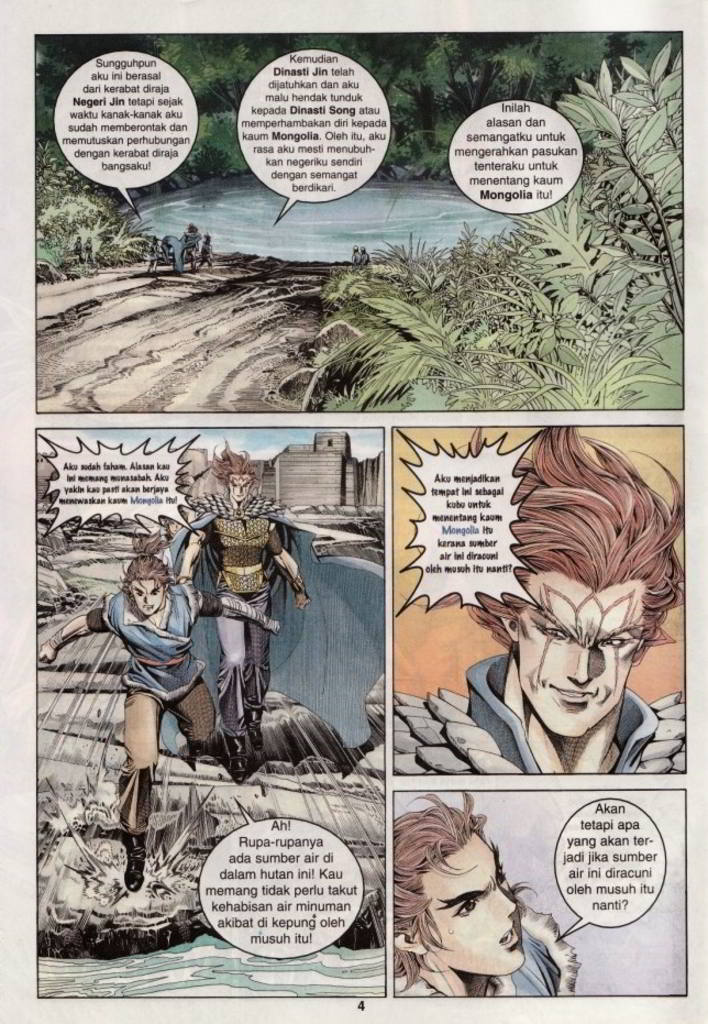 Sungguhpun
aku ini berasal
dari kerabat diraja
Negeri Jin tetapi sejak
waktu kanak-kanak aku
sudah memberontak dan
memutuskan perhubungan
dengan kerabat diraja
bangsaku!
Kemudian
Dinasti Jin telah
dijatuhkan dan aku
malu hendak tunduk
kepada Dinasti Song atau
memperhambakan diri kepada
kaum Mongolia. Oleh itu, aku
rasa aku mesti menubuh-
kan negeriku sendiri
dengan semangat
berdikari.
Inilah
alasan dan
semangatku untuk
mengerahkan pasukan
tenteraku untuk
menentang kaum
Mongolia itu!
Aku sudah faham. Alasan kau
ini memang munasabah. Aku
yakin kau pasti akan berjaya
menewaskan kaum Mongolia itu!
Ah!
Rupa-rupanya
ada sumber air di
dalam hutan ini! Kau
memang tidak perlu takut
kehabisan air minuman
akibat di kepung oleh
musuh itu!
Aku menjadikan
tempat ini sebagai
kubu untuk
menentang kaum
Mongolia itu
kerana sumber
air ini diracuni
oleh musuh itu nanti?
Akan
tetapi apa
yang akan ter-
jadi jika sumber
air ini diracuni
oleh musuh itu
nanti?
4